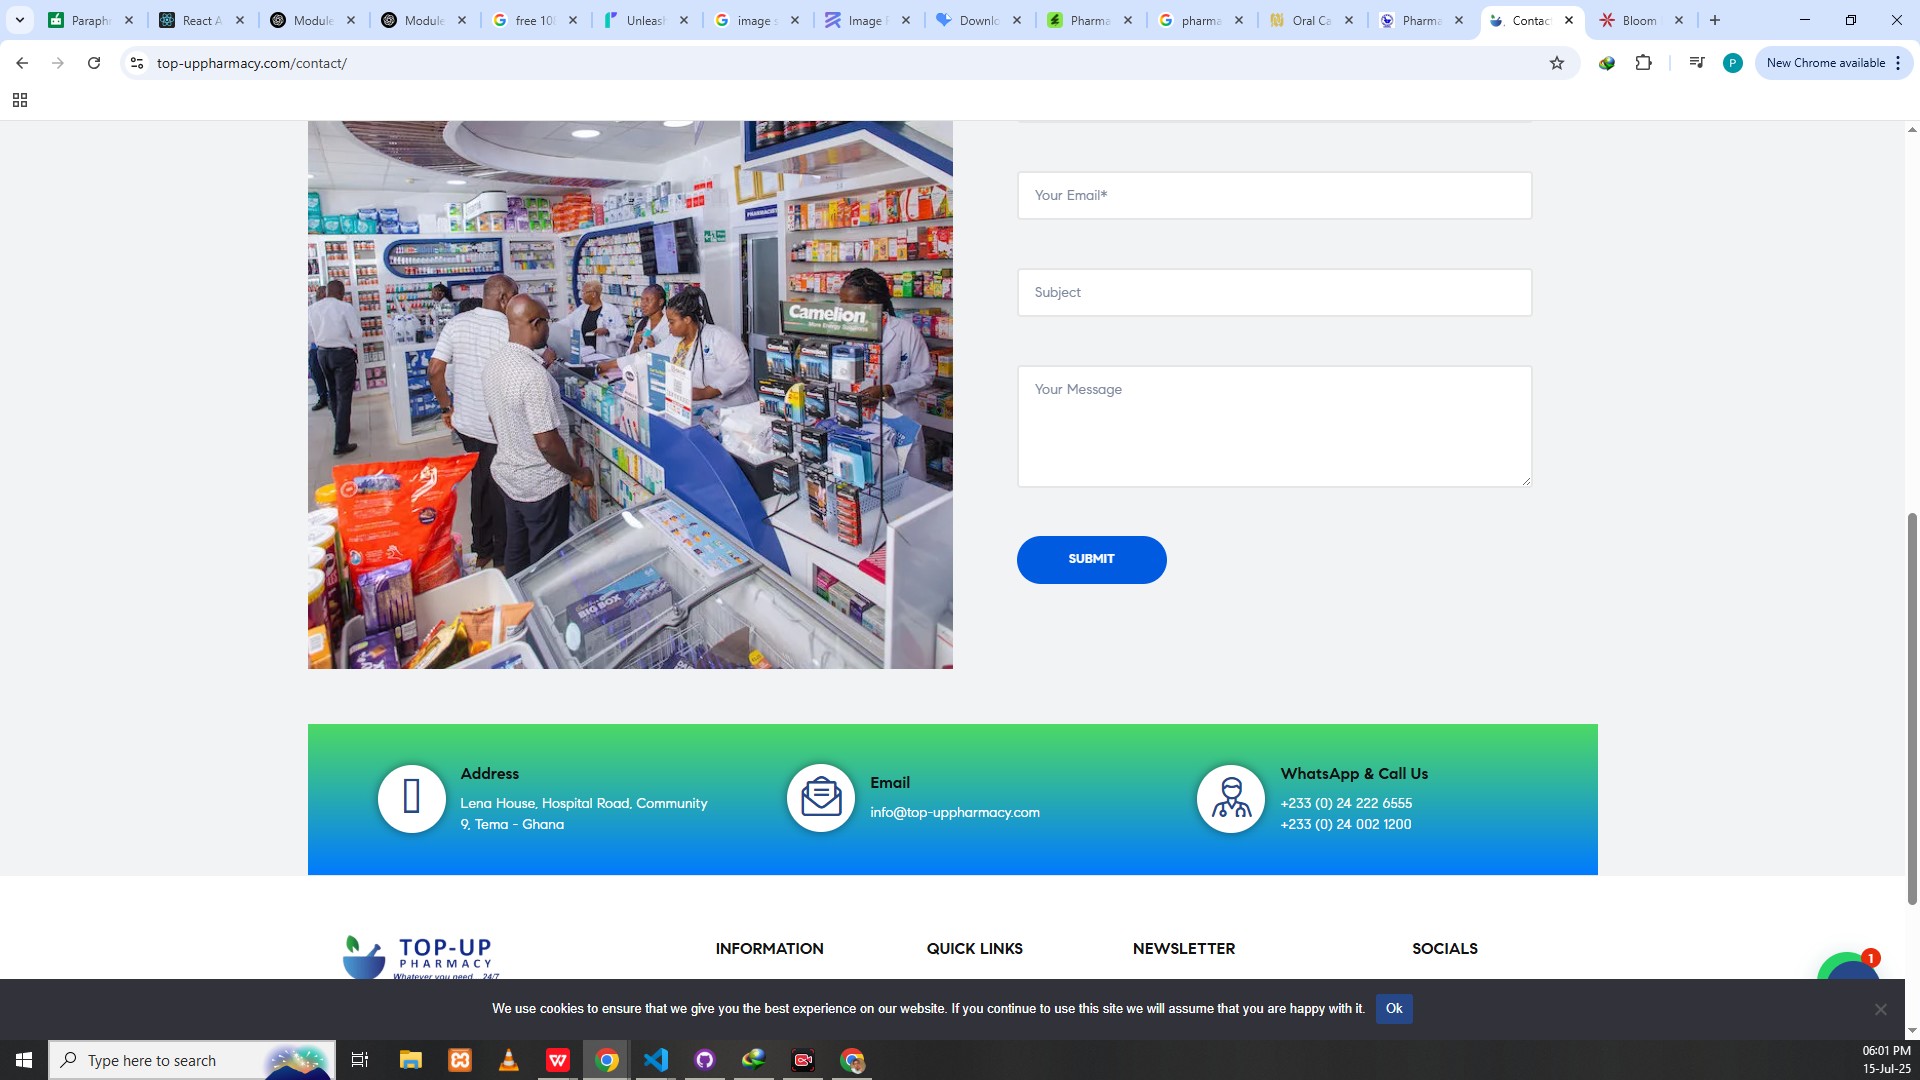 Paraphr
React A
Module
Module
free 10
Unleas
image s
Image
Downlo
Pharma
pharma
Oral Ca
Pharma
Contac
Bloom
top-uppharmacy.com/contact/
P
New Chrome available
PHARMACIST
Camelion
BIG BOX
Your Email*
Subject
Your Message
SUBMIT
Address
Lena House, Hospital Road, Community
9, Tema - Ghana
Email
info@top-uppharmacy.com
WhatsApp & Call Us
+233 (0) 24 222 6555
+233 (0) 24 002 1200
TOP-UP
PHARMACY
Whatever you need... 24/7
INFORMATION
QUICK LINKS
NEWSLETTER
SOCIALS
1
We use cookies to ensure that we give you the best experience on our website. If you continue to use this site we will assume that you are happy with it.
Ok
Type here to search
06:01 PM
15-Jul-25